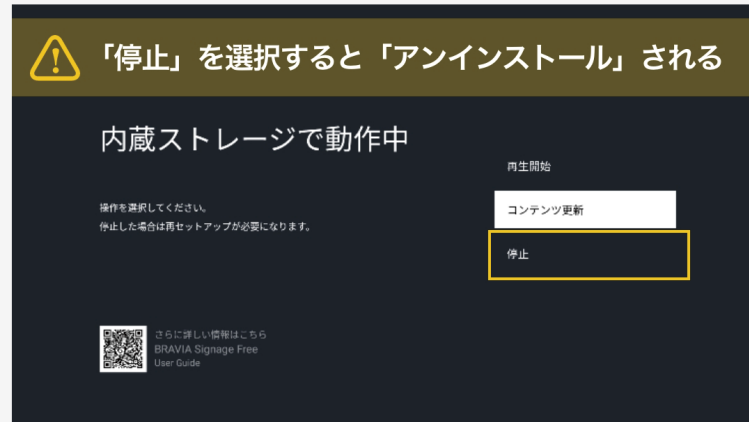 「停止」を選択すると「アンインストール」される
内蔵ストレージで動作中
操作を選択してください。
停止した場合は再セットアップが必要になります。
再生開始
コンテンツ更新
停止
さらに詳しい情報はこちら
BRAVIA Signage Free
User Guide